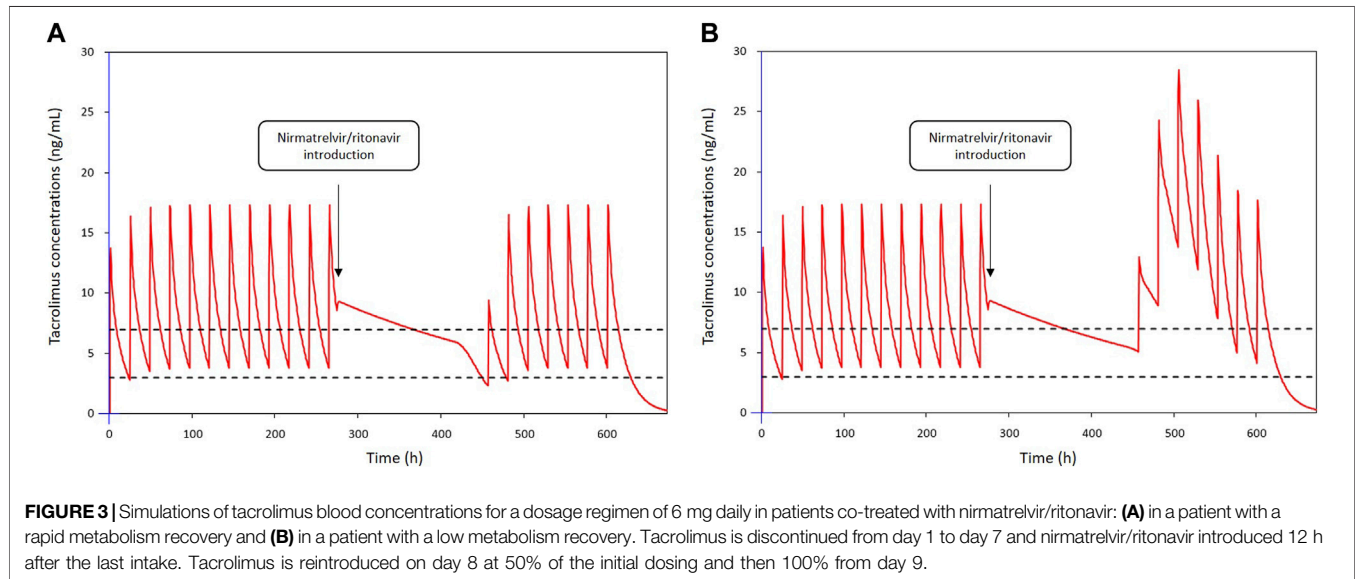 A
30
25
20
15
10
5
0
Tacrolimus concentrations (ng/mL)
Nirmatrelvir/ritonavir
introduction
0 100 200 300 400 500 600
Time (h)
B
30
25
20
15
10
5
0
Tacrolimus concentrations (ng/mL)
Nirmatrelvir/ritonavir
introduction
0 100 200 300 400 500 600
Time (h)
FIGURE 3 | Simulations of tacrolimus blood concentrations for a dosage regimen of 6 mg daily in patients co-treated with nirmatrelvir/ritonavir: (A) in a patient with a
rapid metabolism recovery and (B) in a patient with a low metabolism recovery. Tacrolimus is discontinued from day 1 to day 7 and nirmatrelvir/ritonavir introduced 12 h
after the last intake. Tacrolimus is reintroduced on day 8 at 50% of the initial dosing and then 100% from day 9.